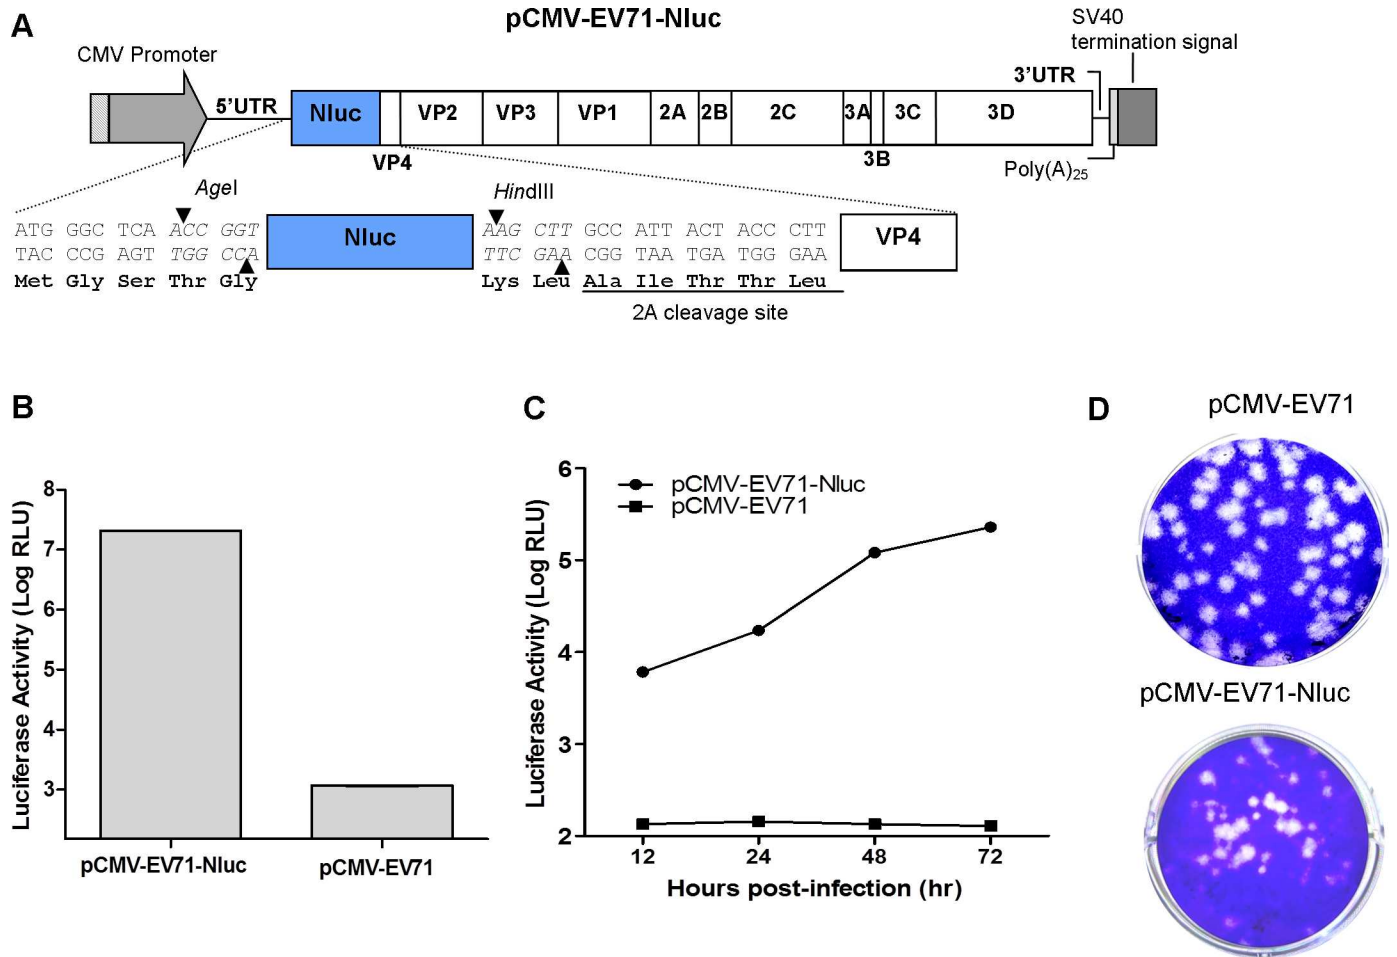 A
pCMV-EV71-Nluc
SV40
termination signal
CMV Promoter
3'UTR
5'UTR
Nluc
VP2
VP3
VP1
2A
2B
2C
3A
3C
3D
VP4
3B
Poly(A)25
AgeI
HindIII
ATG GGC TCA ACC GGT
Nluc
AAG CTT GCC ATT ACT ACC CTT
VP4
TAC CCG AGT TGG CCA
TTC GAA CGG TAA TGA TGG GAA
Met Gly Ser Thr Gly
Lys Leu Ala Ile Thr Thr Leu
2A cleavage site
B
Luciferase Activity (Log RLU)
8
7
6
5
4
3
pCMV-EV71-Nluc
pCMV-EV71
C
Luciferase Activity (Log RLU)
6
5
4
3
2
pCMV-EV71-Nluc
pCMV-EV71
12
24
48
72
Hours post-infection (hr)
D
pCMV-EV71
pCMV-EV71-Nluc